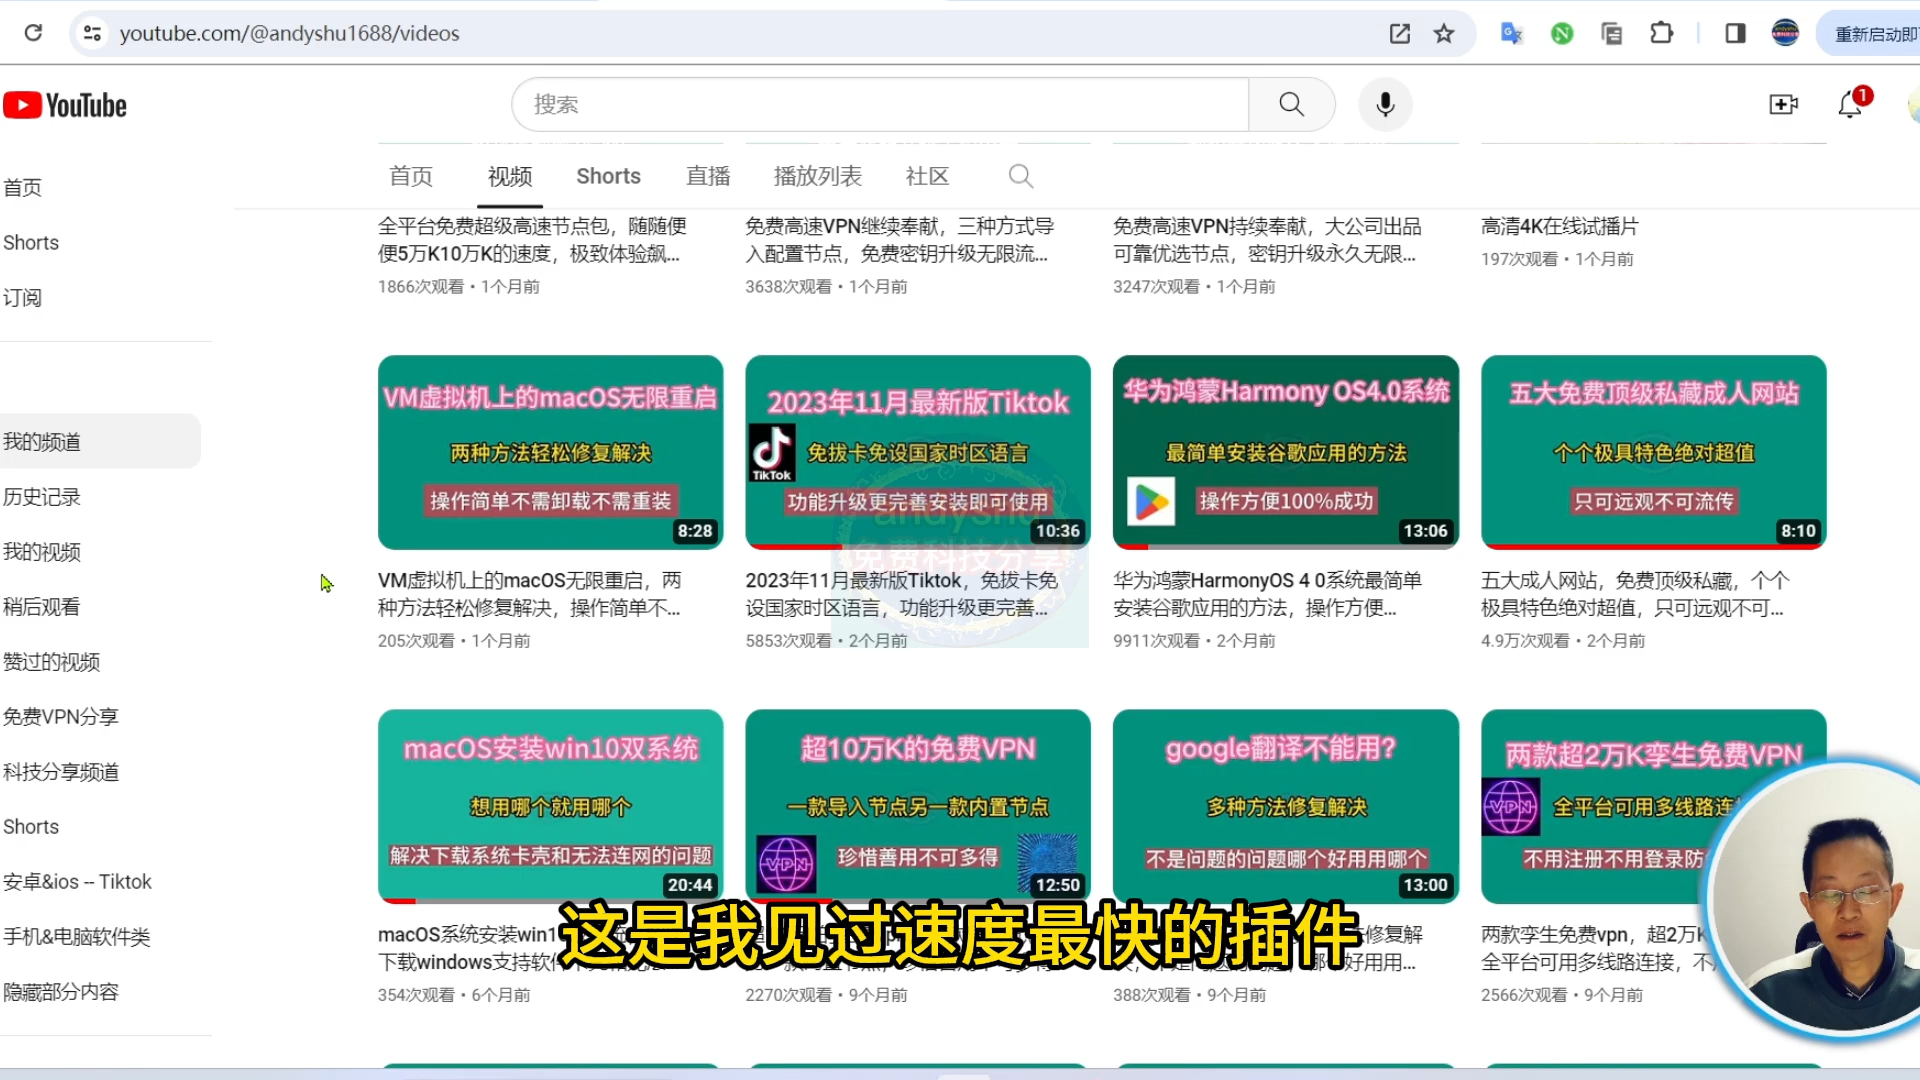 youtube.com/@andyshu1688/videos
重新启动即
YouTube
搜索
1
首页
Shorts
订阅
我的频道
历史记录
我的视频
稍后观看
赞过的视频
免费VPN分享
科技分享频道
Shorts
安卓&ios -- Tiktok
手机&电脑软件类
隐藏部分内容
首页 视频 Shorts 直播 播放列表 社区
全平台免费超级高速节点包，随随便
便5万K10万K的速度，极致体验飙...
1866次观看・1个月前
免费高速VPN继续奉献，三种方式导
入配置节点，免费密钥升级无限流...
3638次观看・1个月前
免费高速VPN持续奉献，大公司出品
可靠优选节点，密钥升级永久无限...
3247次观看・1个月前
高清4K在线试播片
197次观看・1个月前
VM虚拟机上的macOS无限重启
两种方法轻松修复解决
操作简单不需卸载不需重装
8:28
VM虚拟机上的macOS无限重启，两
种方法轻松修复解决，操作简单不...
205次观看・1个月前
2023年11月最新版Tiktok
免拔卡免设国家时区语言
TikTok
功能升级更完善安装即可使用
10:36
2023年11月最新版Tiktok，免拔卡免
设国家时区语言，功能升级更完善...
5853次观看・2个月前
andyshu
免费科技分享
华为鸿蒙Harmony OS4.0系统
最简单安装谷歌应用的方法
操作方便100%成功
13:06
华为鸿蒙HarmonyOS 4 0系统最简单
安装谷歌应用的方法，操作方便...
9911次观看・2个月前
五大免费顶级私藏成人网站
个个极具特色绝对超值
只可远观不可流传
8:10
五大成人网站，免费顶级私藏，个个
极具特色绝对超值，只可远观不可...
4.9万次观看・2个月前
macOS安装win10双系统
想用哪个就用哪个
解决下载系统卡壳和无法连网的问题
20:44
macOS系统安装win1
下载windows支持软件
354次观看・6个月前
超10万K的免费VPN
一款导入节点另一款内置节点
VPN
珍惜善用不可多得
12:50
2270次观看・9个月前
google翻译不能用?
多种方法修复解决
不是问题的问题哪个好用用哪个
13:00
修复解
好用用...
388次观看・9个月前
两款超2万K孪生免费VPN
VPN
全平台可用多线路连
不用注册不用登录防
两款孪生免费vpn，超2万K
全平台可用多线路连接，不
2566次观看・9个月前
这是我见过速度最快的插件